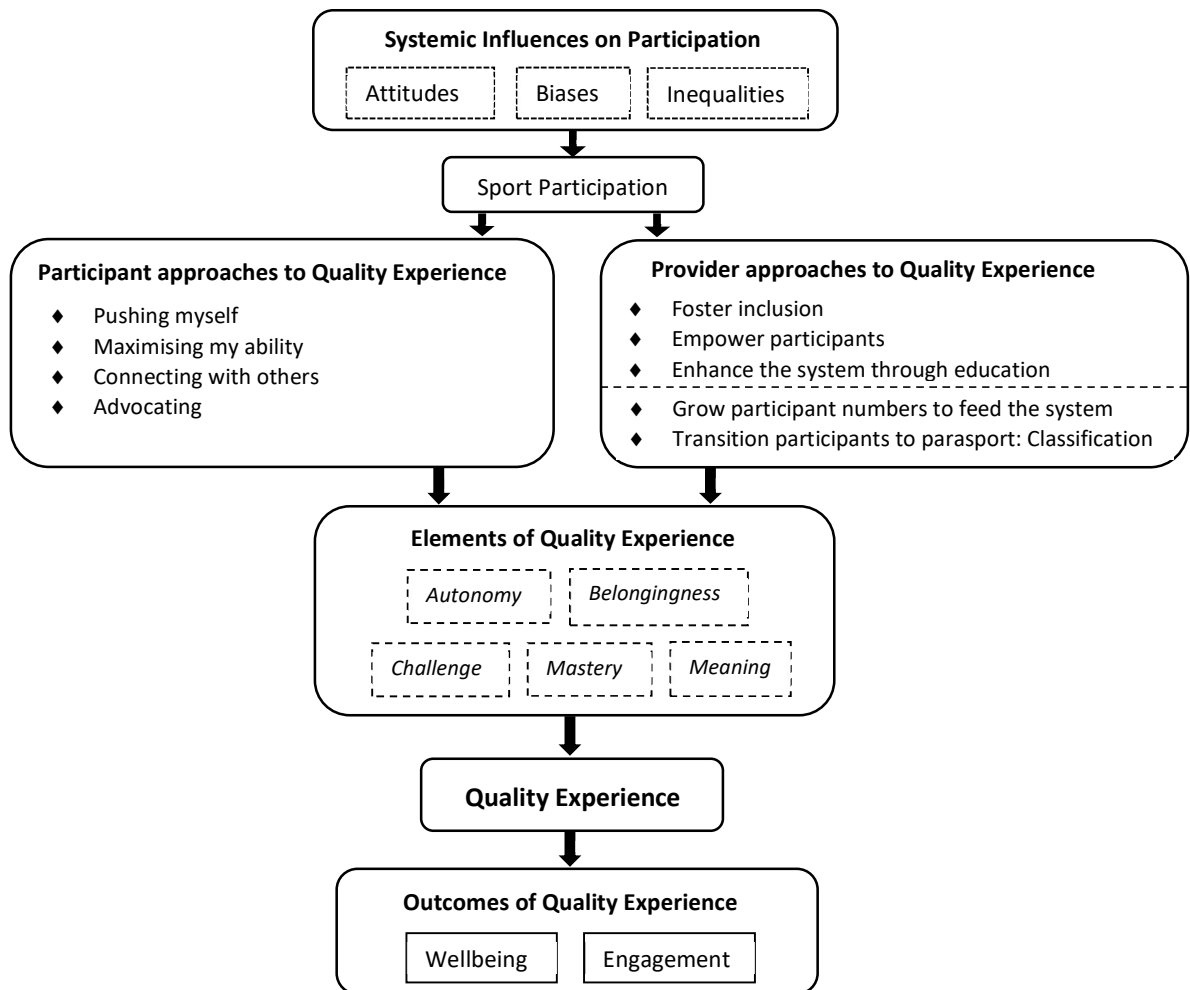 Systemic Influences on Participation
Attitudes
Biases
Inequalities
Sport Participation
Participant approaches to Quality Experience
♦ Pushing myself
♦ Maximising my ability
♦ Connecting with others
♦ Advocating
Provider approaches to Quality Experience
♦ Foster inclusion
♦ Empower participants
♦ Enhance the system through education
♦ Grow participant numbers to feed the system
♦ Transition participants to parasport: Classification
Elements of Quality Experience
Autonomy
Belongingness
Challenge
Mastery
Meaning
Quality Experience
Outcomes of Quality Experience
Wellbeing
Engagement